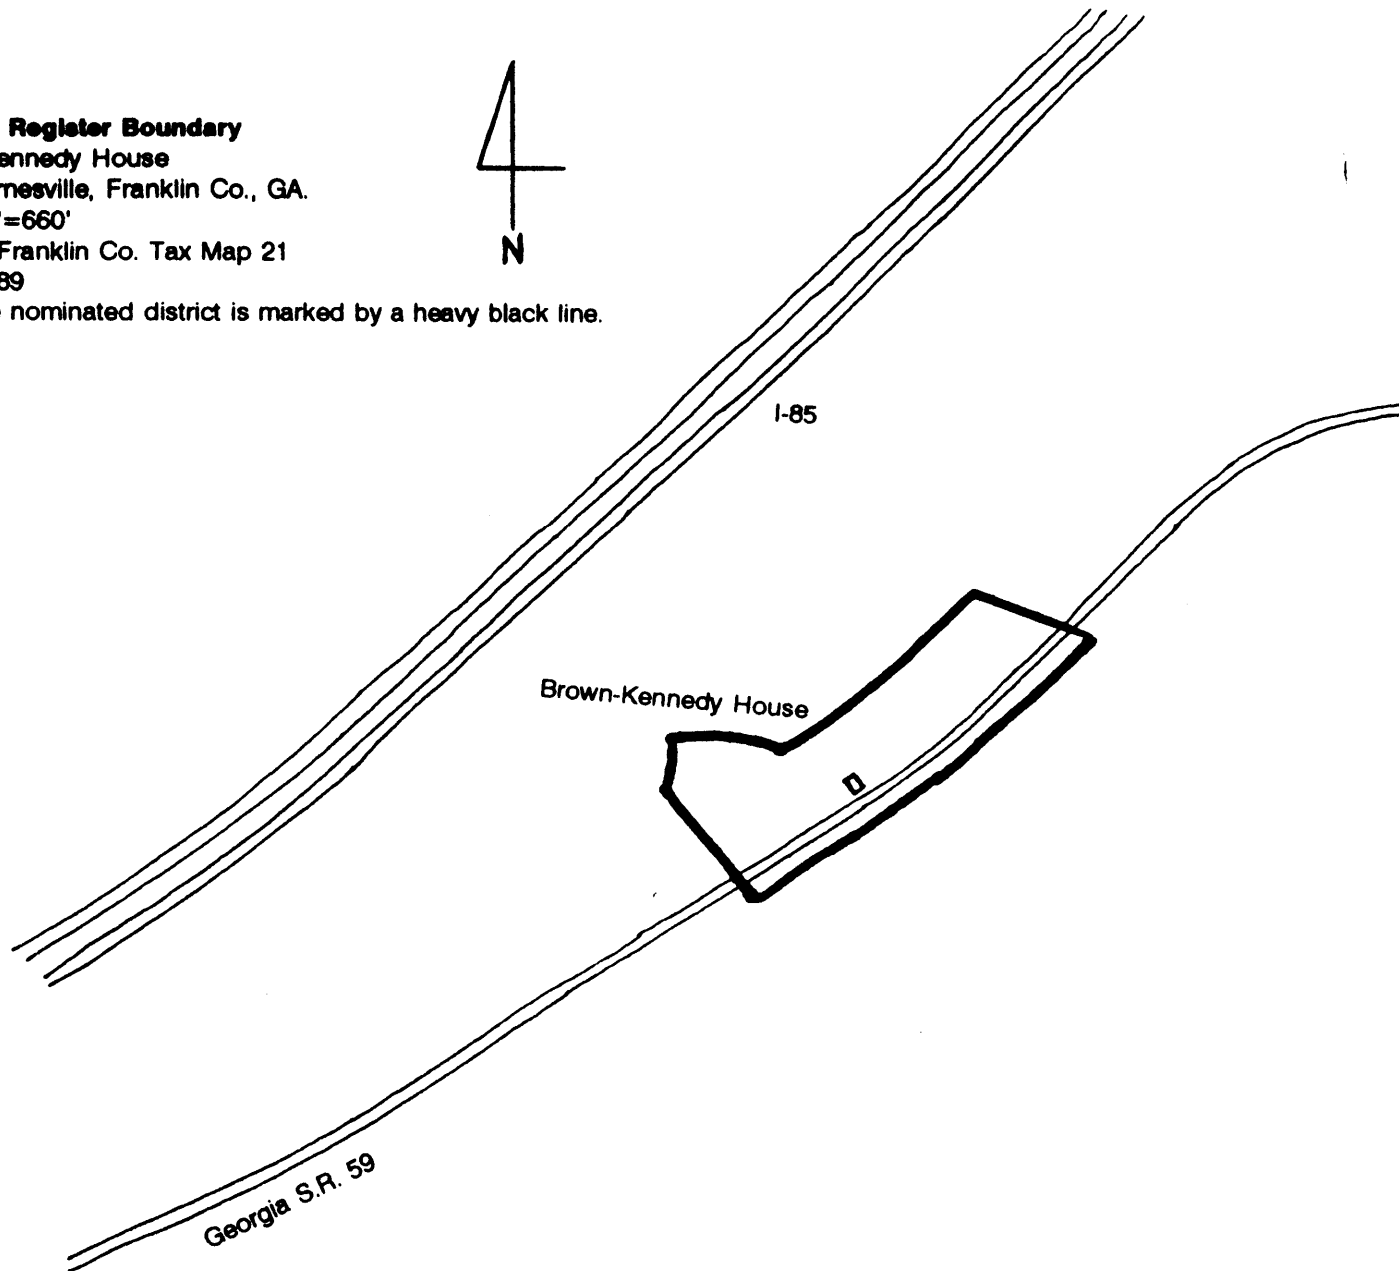 Register Boundary
ennedy House
rnesville, Franklin Co., GA.
'=660'
Franklin Co. Tax Map 21
89
nominated district is marked by a heavy black line.
N
I-85
Brown-Kennedy House
Georgia S.R. 59